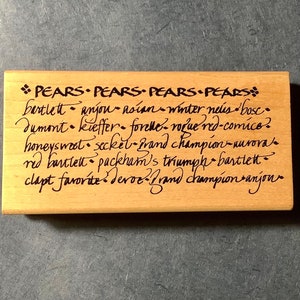 ❖PEARS·PEARS·PEARS·PEARS❖
bartlett · anjou · asian · winter nelis · bosc ·
dumont · kieffer · forelle · rogue red · comice ·
honeysweet · seckel · grand champion · aurora ·
red bartlett · packham's triumph · bartlett ·
clapt favorite · devoe · grand champion · anjou ·